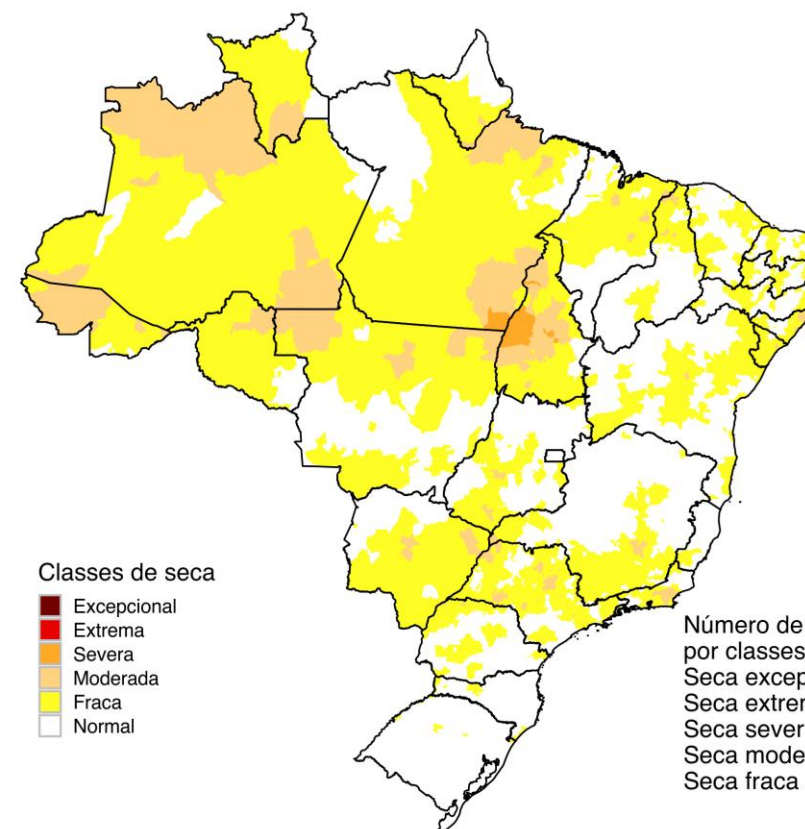 Classes de seca
Excepcional
Extrema
Severa
Moderada
Fraca
Normal
Número de
por classes
Seca excep
Seca extrem
Seca sever
Seca mode
Seca fraca